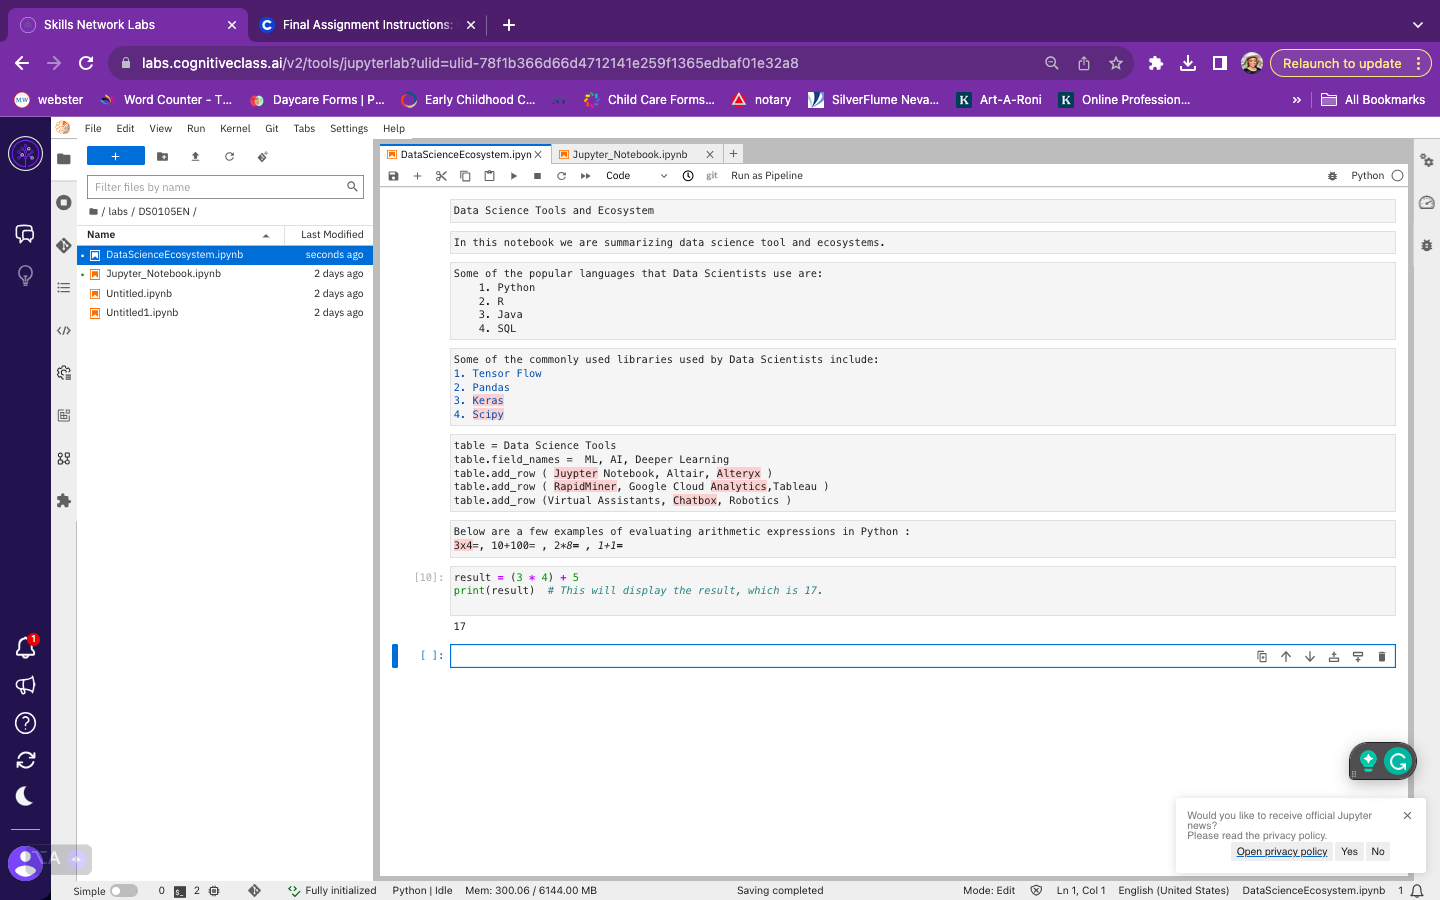 Skills Network Labs
Final Assignment Instructions:
labs.cognitiveclass.ai/v2/tools/jupyterlab?ulid=ulid-78f1b366d66d4712141e259f1365edbaf01e32a8
Relaunch to update
webster
Word Counter - T...
Daycare Forms | P...
Early Childhood C...
Child Care Forms...
notary
SilverFlume Neva...
Art-A-Roni
Online Profession...
»
All Bookmarks
File Edit View Run Kernel Git Tabs Settings Help
Filter files by name
/ labs / DS0105EN /
Name Last Modified
DataScienceEcosystem.ipynb seconds ago
Jupyter_Notebook.ipynb 2 days ago
Untitled.ipynb 2 days ago
Untitled1.ipynb 2 days ago
DataScienceEcosystem.ipyn
Jupyter_Notebook.ipynb
Code
git
Run as Pipeline
Python
Data Science Tools and Ecosystem
In this notebook we are summarizing data science tool and ecosystems.
Some of the popular languages that Data Scientists use are:
1. Python
2. R
3. Java
4. SQL
Some of the commonly used libraries used by Data Scientists include:
1. Tensor Flow
2. Pandas
3. Keras
4. Scipy
table = Data Science Tools
table.field_names =  ML, AI, Deeper Learning
table.add_row ( Juypter Notebook, Altair, Alteryx )
table.add_row ( RapidMiner, Google Cloud Analytics,Tableau )
table.add_row (Virtual Assistants, Chatbox, Robotics )
Below are a few examples of evaluating arithmetic expressions in Python :
3x4=, 10+100= , 2*8= , 1+1=
[10]:
result = (3 * 4) + 5
print(result)  # This will display the result, which is 17.
17
[ ]:
1
Would you like to receive official Jupyter
news?
Please read the privacy policy.
Open privacy policy Yes No
Simple
0
2
Fully initialized
Python | Idle
Mem: 300.06 / 6144.00 MB
Saving completed
Mode: Edit
Ln 1, Col 1
English (United States)
DataScienceEcosystem.ipynb
1